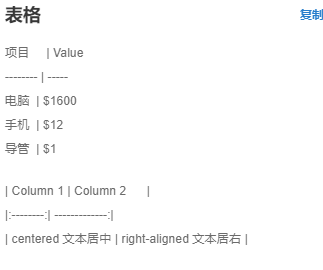 表格
复制
项目 | Value
-------- | -----
电脑 | $1600
手机 | $12
导管 | $1
| Column 1 | Column 2 |
|:--------:| -------------:|
| centered 文本居中 | right-aligned 文本居右 |